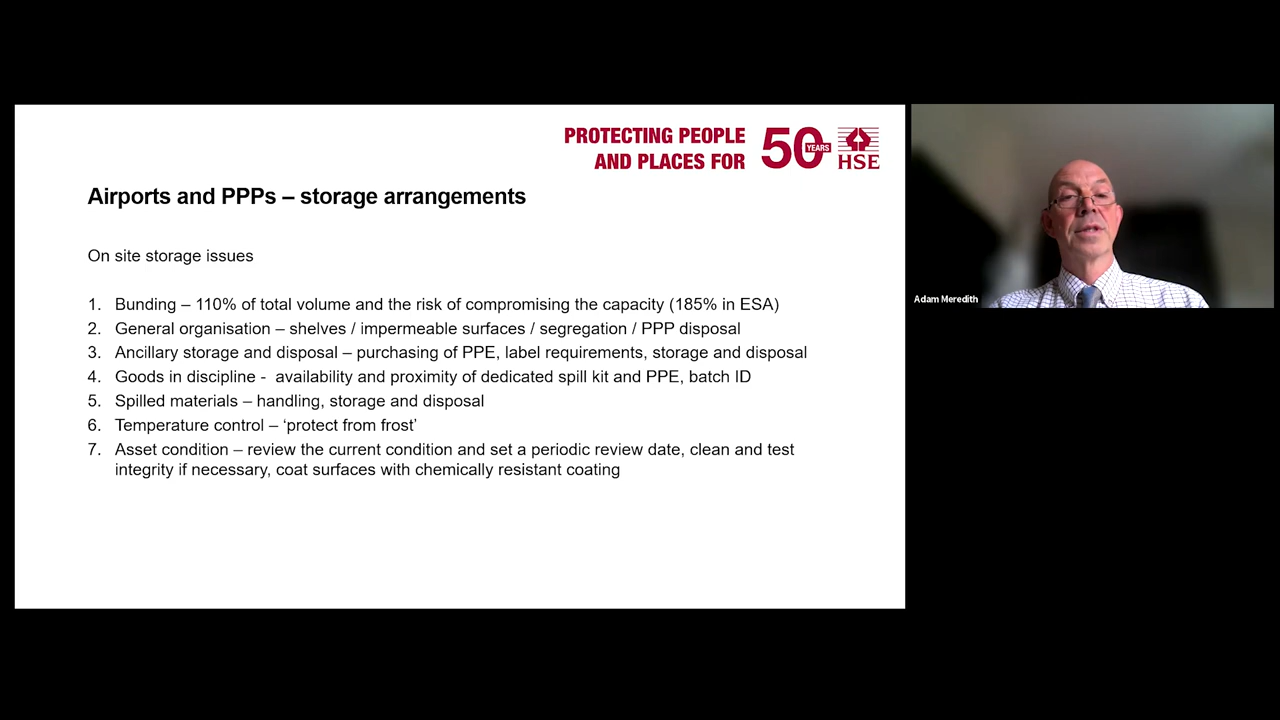 PROTECTING PEOPLE
AND PLACES FOR
50
YEARS
HSE
Airports and PPPs – storage arrangements
On site storage issues
1. Bunding – 110% of total volume and the risk of compromising the capacity (185% in ESA)
2. General organisation – shelves / impermeable surfaces / segregation / PPP disposal
3. Ancillary storage and disposal – purchasing of PPE, label requirements, storage and disposal
4. Goods in discipline - availability and proximity of dedicated spill kit and PPE, batch ID
5. Spilled materials – handling, storage and disposal
6. Temperature control – ‘protect from frost’
7. Asset condition – review the current condition and set a periodic review date, clean and test
integrity if necessary, coat surfaces with chemically resistant coating
Adam Meredith